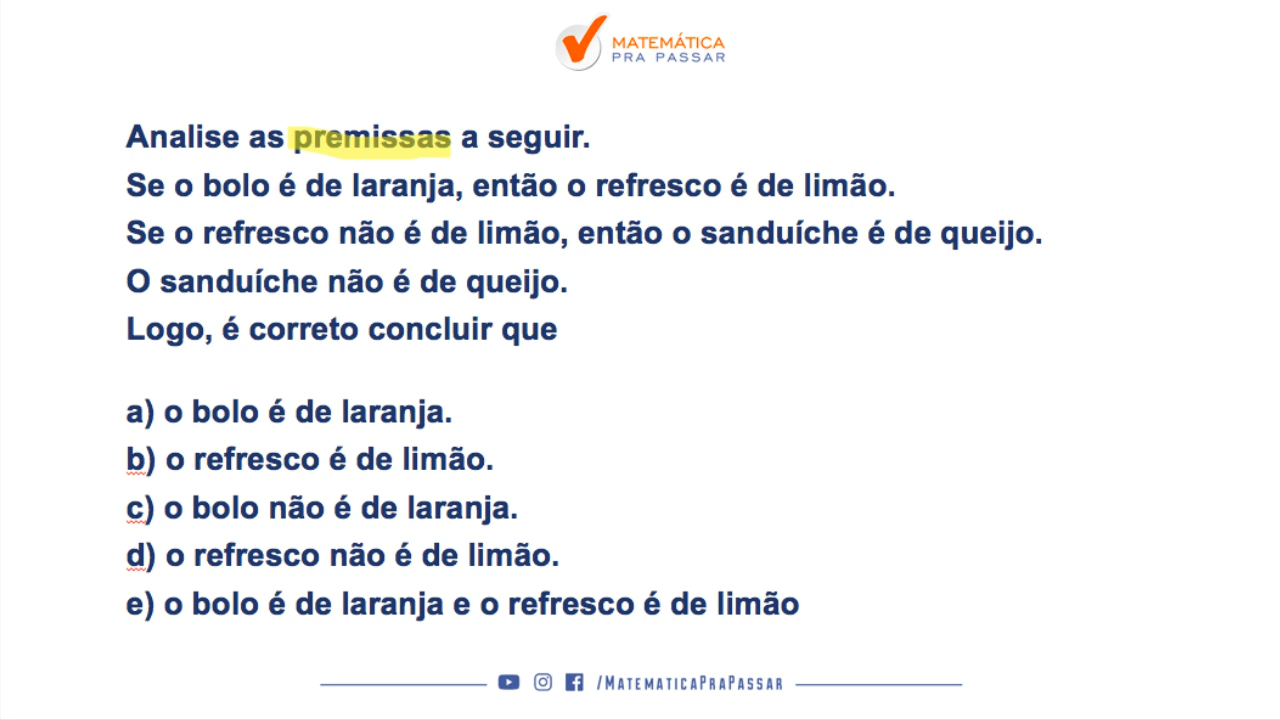 MATEMÁTICA
PRA PASSAR
Analise as premissas a seguir.
Se o bolo é de laranja, então o refresco é de limão.
Se o refresco não é de limão, então o sanduíche é de queijo.
O sanduíche não é de queijo.
Logo, é correto concluir que
a) o bolo é de laranja.
b) o refresco é de limão.
c) o bolo não é de laranja.
d) o refresco não é de limão.
e) o bolo é de laranja e o refresco é de limão
/MATEMATICAPRAPASSAR